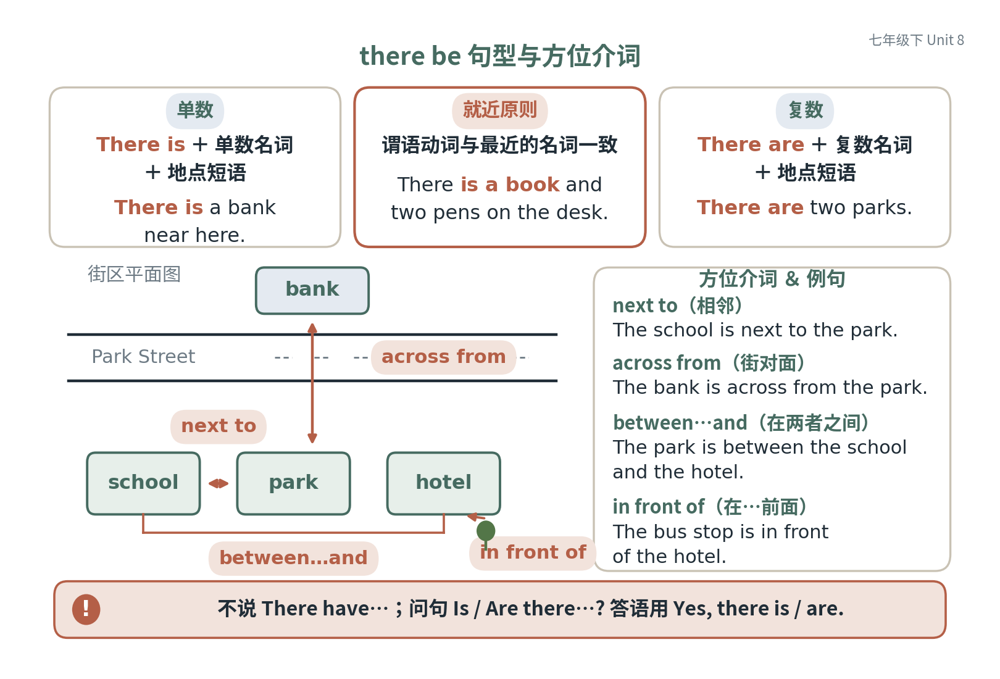 七年级下 Unit 8
there be 句型与方位介词
单数
There is + 单数名词
+ 地点短语
There is a bank
near here.
就近原则
谓语动词与最近的名词一致
There is a book and
two pens on the desk.
复数
There are + 复数名词
+ 地点短语
There are two parks.
街区平面图
bank
Park Street
across from
next to
school
park
hotel
between…and
in front of
方位介词 & 例句
next to（相邻）
The school is next to the park.
across from（街对面）
The bank is across from the park.
between…and（在两者之间）
The park is between the school
and the hotel.
in front of（在…前面）
The bus stop is in front
of the hotel.
! 不说 There have…；问句 Is / Are there…? 答语用 Yes, there is / are.